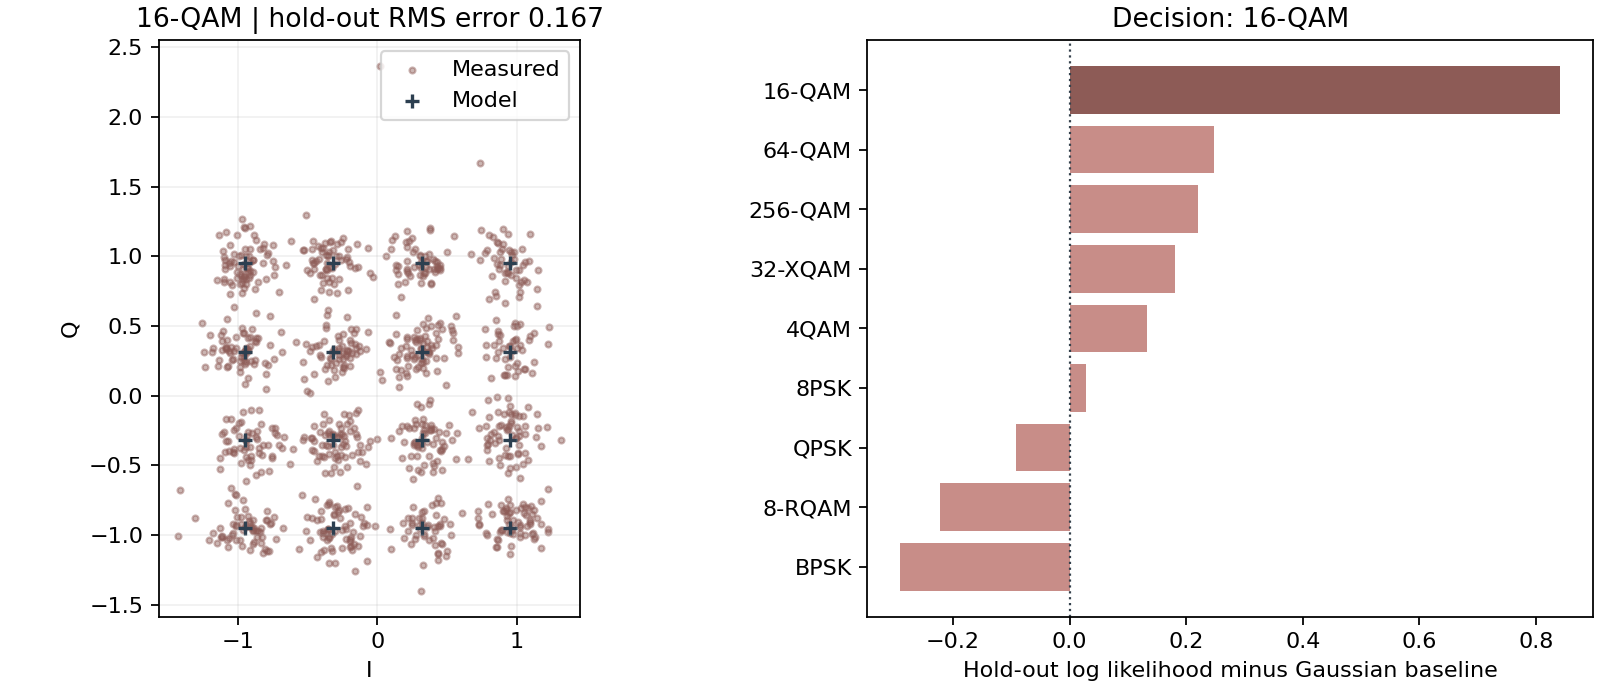 16-QAM | hold-out RMS error 0.167
Measured
Model
2.5
2.0
1.5
1.0
0.5
0.0
−0.5
−1.0
−1.5
Q
−1
0
1
I
Decision: 16-QAM
16-QAM
64-QAM
256-QAM
32-XQAM
4QAM
8PSK
QPSK
8-RQAM
BPSK
−0.2
0.0
0.2
0.4
0.6
0.8
Hold-out log likelihood minus Gaussian baseline